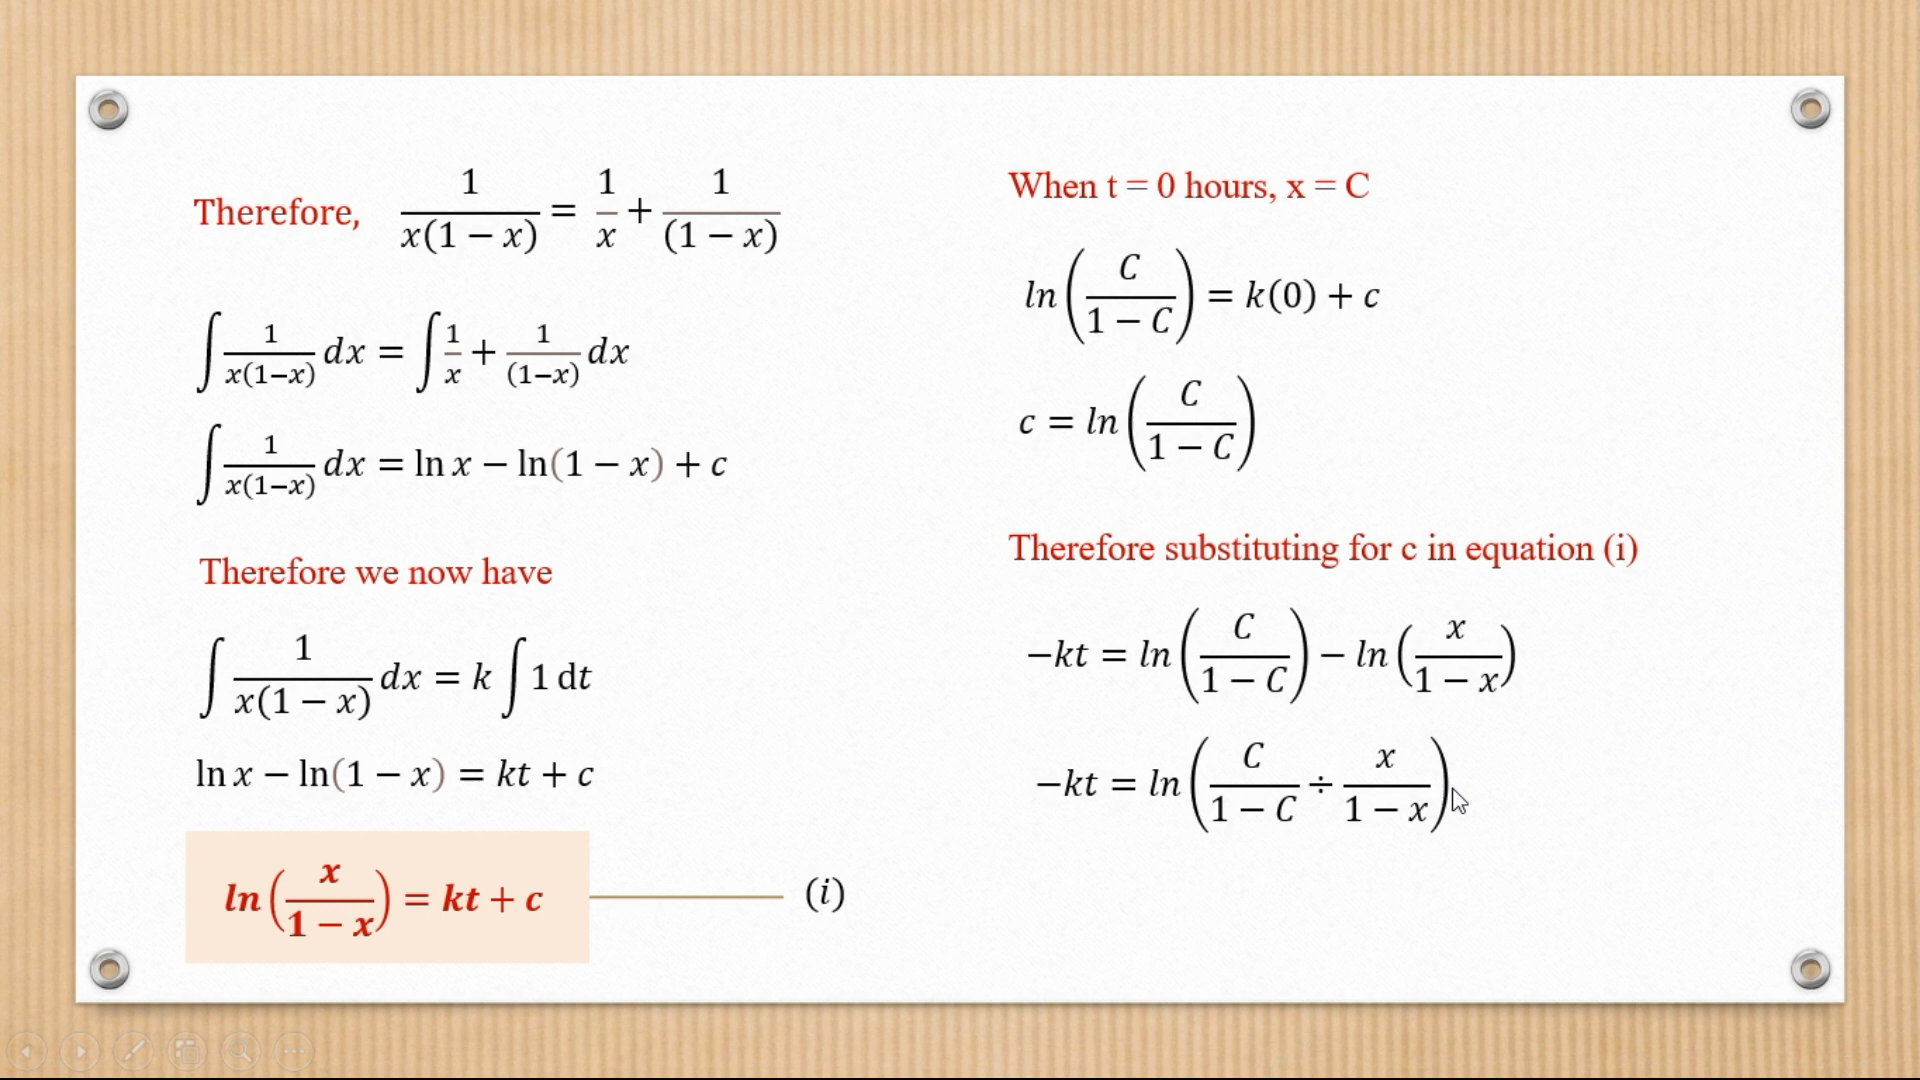 Therefore, 1/(x(1 − x)) = 1/x + 1/((1 − x))
∫ 1/(x(1−x)) dx = ∫ 1/x + 1/((1−x)) dx
∫ 1/(x(1−x)) dx = ln x − ln(1 − x) + c
Therefore we now have
∫ 1/(x(1 − x)) dx = k ∫ 1 dt
ln x − ln(1 − x) = kt + c
ln(x/(1 − x)) = kt + c (i)
When t = 0 hours, x = C
ln(C/(1 − C)) = k(0) + c
c = ln(C/(1 − C))
Therefore substituting for c in equation (i)
−kt = ln(C/(1 − C)) − ln(x/(1 − x))
−kt = ln(C/(1 − C) ÷ x/(1 − x))